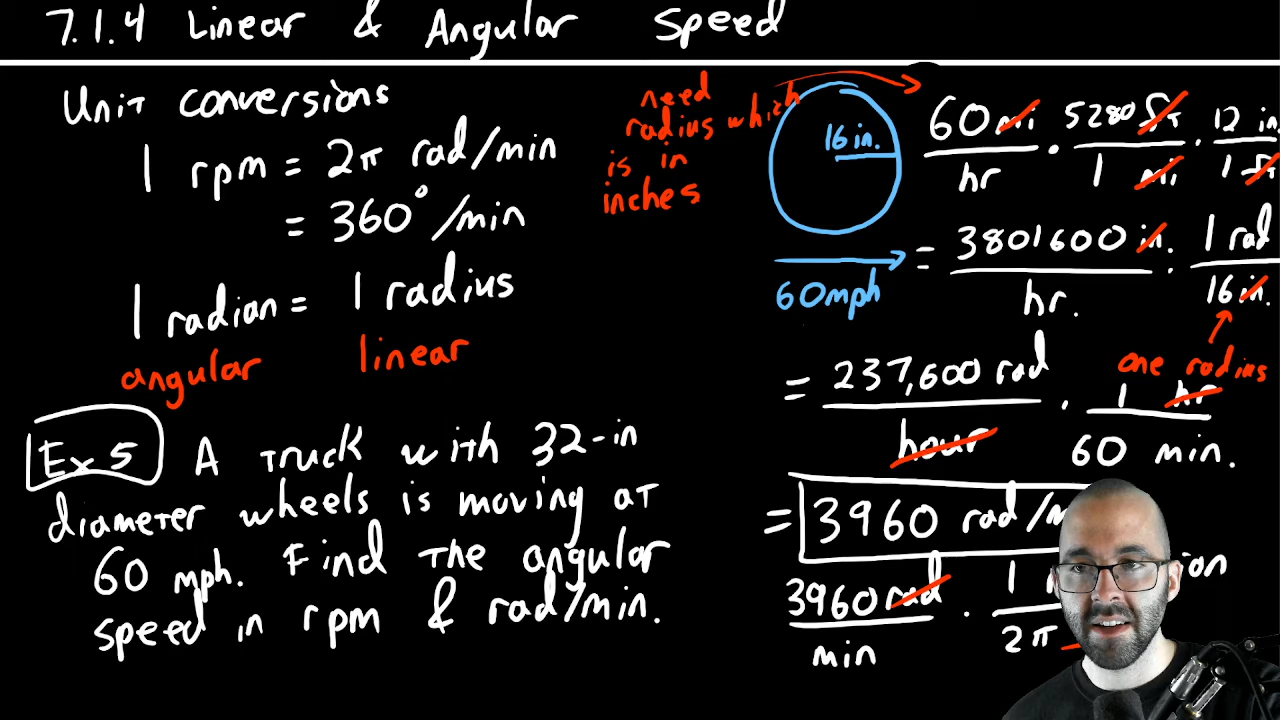 7.1.4 Linear & Angular Speed
Unit conversions
1 rpm = 2π rad/min
= 360°/min
1 radian = 1 radius
angular linear
Ex 5 A truck with 32-in
diameter wheels is moving at
60 mph. Find the angular
speed in rpm & rad/min.
need
radius which
is in
inches
16 in.
60mph
60 mi/hr · 5280 ft/1 mi · 12 in/1 ft
= 3801600 in./hr. · 1 rad/16 in.
one radius
= 237,600 rad/hour · 1 hr/60 min.
= 3960 rad/
3960 rad/min · 1/2π